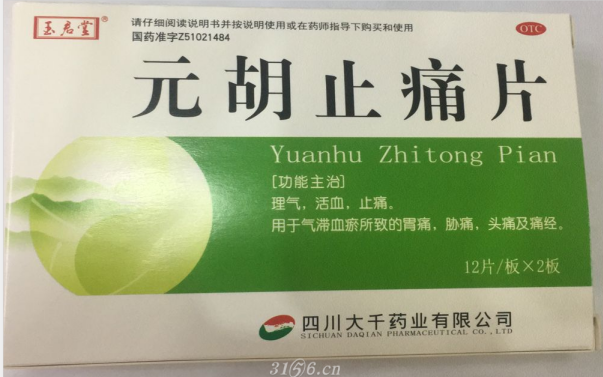 玉君堂®
请仔细阅读说明书并按说明使用或在药师指导下购买和使用
国药准字Z51021484
OTC
元胡止痛片
Yuanhu Zhitong Pian
[功能主治]
理气，活血，止痛。
用于气滞血瘀所致的胃痛，胁痛，头痛及痛经。
12片/板×2板
四川大千药业有限公司
SICHUAN DAQIAN PHARMACEUTICAL CO., LTD
3156.cn